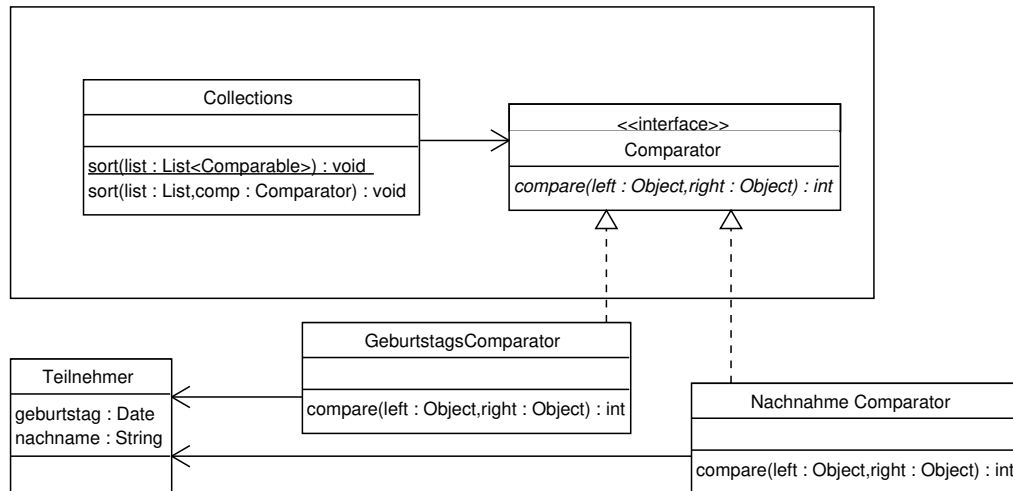 Collections
sort(list : List<Comparable>) : void
sort(list : List,comp : Comparator) : void
<<interface>>
Comparator
compare(left : Object,right : Object) : int
GeburtstagsComparator
compare(left : Object,right : Object) : int
Teilnehmer
geburtstag : Date
nachname : String
Nachnahme Comparator
compare(left : Object,right : Object) : int